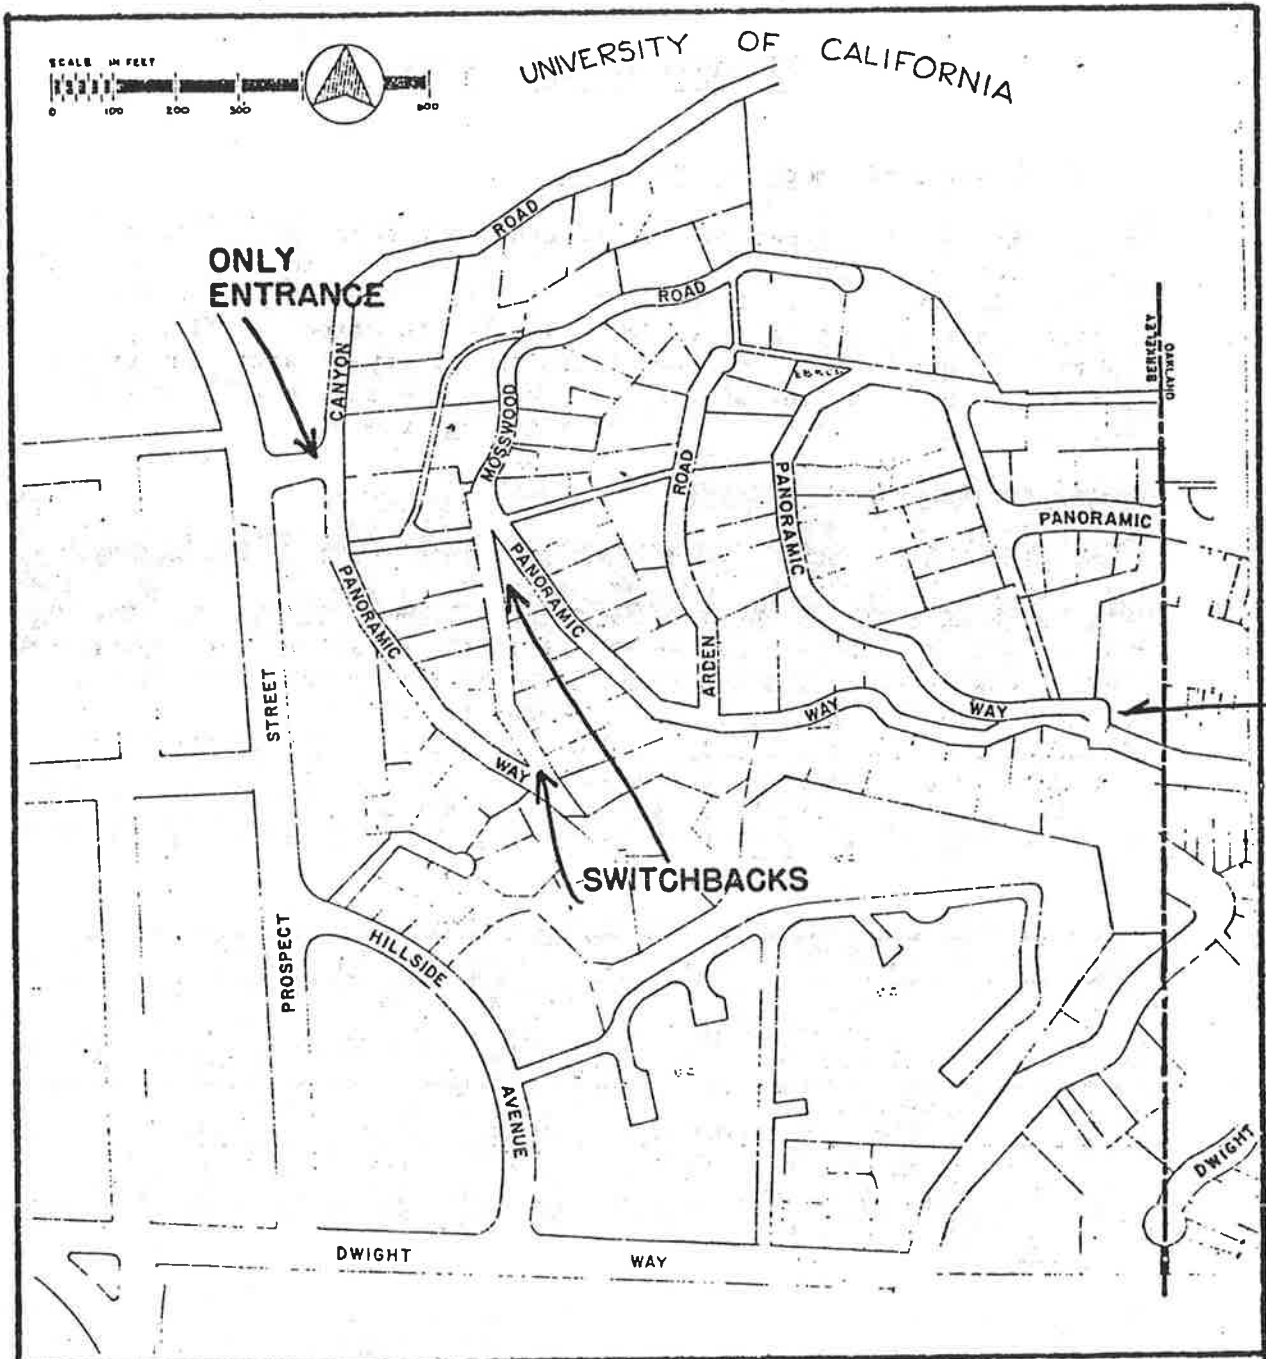 UNIVERSITY OF CALIFORNIA
SCALE IN FEET
0 100 200 300 600
ROAD
ONLY
ENTRANCE
ROAD
CANYON
BERKELEY
OAKLAND
MOSSWOOD
ROAD
PANORAMIC
PANORAMIC
PANORAMIC
PANORAMIC
ARDEN
STREET
WAY
WAY
WAY
SWITCHBACKS
PROSPECT
HILLSIDE
AVENUE
DWIGHT
DWIGHT
WAY